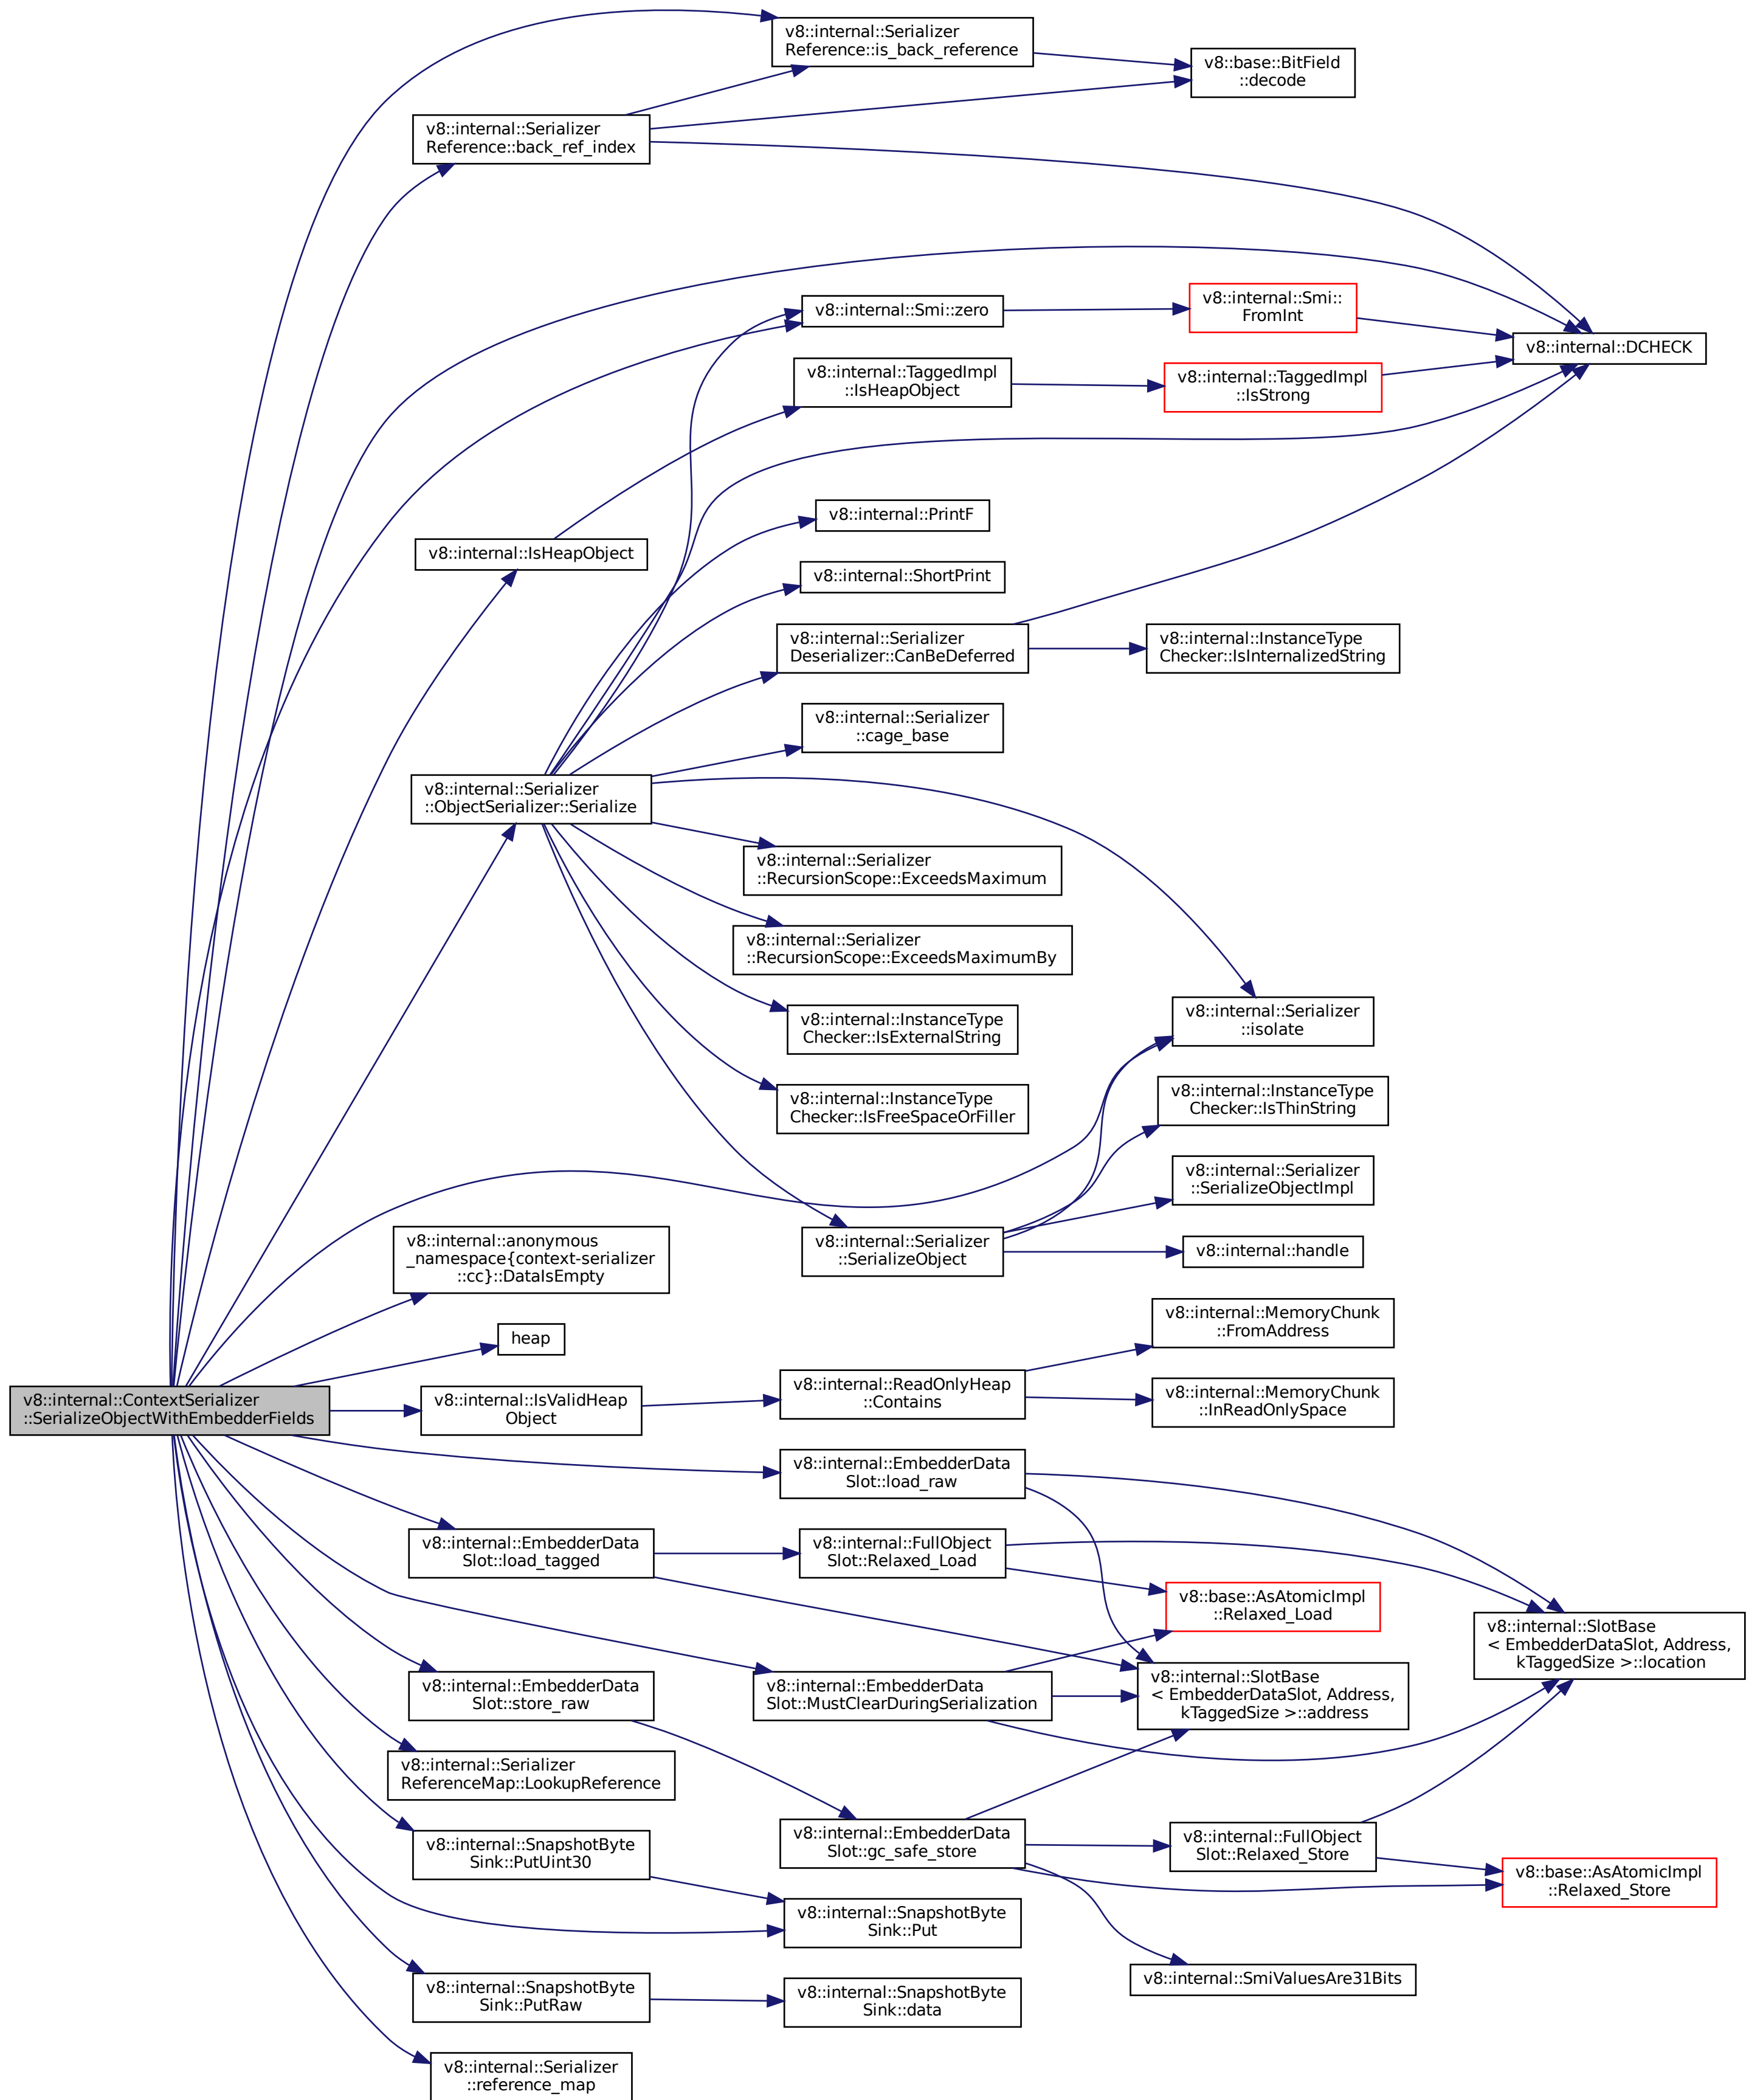 v8::internal::Serializer
Reference::is_back_reference
v8::base::BitField
::decode
v8::internal::Serializer
Reference::back_ref_index
v8::internal::Smi::zero
v8::internal::Smi::
FromInt
v8::internal::DCHECK
v8::internal::TaggedImpl
::IsHeapObject
v8::internal::TaggedImpl
::IsStrong
v8::internal::PrintF
v8::internal::IsHeapObject
v8::internal::ShortPrint
v8::internal::Serializer
Deserializer::CanBeDeferred
v8::internal::InstanceType
Checker::IsInternalizedString
v8::internal::Serializer
::cage_base
v8::internal::Serializer
::ObjectSerializer::Serialize
v8::internal::Serializer
::RecursionScope::ExceedsMaximum
v8::internal::Serializer
::RecursionScope::ExceedsMaximumBy
v8::internal::Serializer
::isolate
v8::internal::InstanceType
Checker::IsExternalString
v8::internal::InstanceType
Checker::IsThinString
v8::internal::InstanceType
Checker::IsFreeSpaceOrFiller
v8::internal::Serializer
::SerializeObjectImpl
v8::internal::Serializer
::SerializeObject
v8::internal::handle
v8::internal::anonymous
_namespace{context-serializer
::cc}::DataIsEmpty
v8::internal::MemoryChunk
::FromAddress
heap
v8::internal::ContextSerializer
::SerializeObjectWithEmbedderFields
v8::internal::IsValidHeap
Object
v8::internal::ReadOnlyHeap
::Contains
v8::internal::MemoryChunk
::InReadOnlySpace
v8::internal::EmbedderData
Slot::load_raw
v8::internal::EmbedderData
Slot::load_tagged
v8::internal::FullObject
Slot::Relaxed_Load
v8::base::AsAtomicImpl
::Relaxed_Load
v8::internal::SlotBase
< EmbedderDataSlot, Address,
kTaggedSize >::location
v8::internal::EmbedderData
Slot::store_raw
v8::internal::EmbedderData
Slot::MustClearDuringSerialization
v8::internal::SlotBase
< EmbedderDataSlot, Address,
kTaggedSize >::address
v8::internal::Serializer
ReferenceMap::LookupReference
v8::internal::EmbedderData
Slot::gc_safe_store
v8::internal::FullObject
Slot::Relaxed_Store
v8::internal::SnapshotByte
Sink::PutUint30
v8::base::AsAtomicImpl
::Relaxed_Store
v8::internal::SnapshotByte
Sink::Put
v8::internal::SmiValuesAre31Bits
v8::internal::SnapshotByte
Sink::PutRaw
v8::internal::SnapshotByte
Sink::data
v8::internal::Serializer
::reference_map